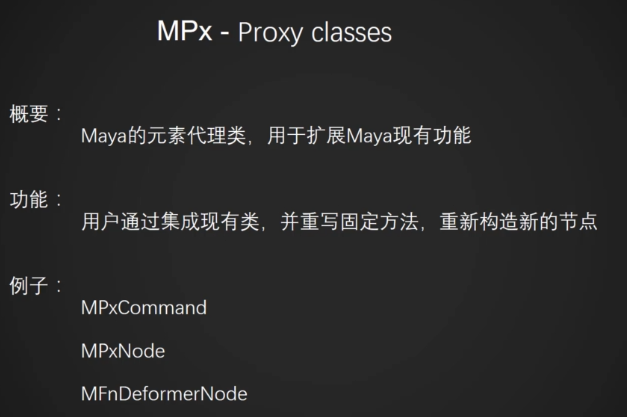 MPx - Proxy classes
概要：
Maya的元素代理类，用于扩展Maya现有功能
功能：
用户通过集成现有类，并重写固定方法，重新构造新的节点
例子：
MPxCommand
MPxNode
MFnDeformerNode